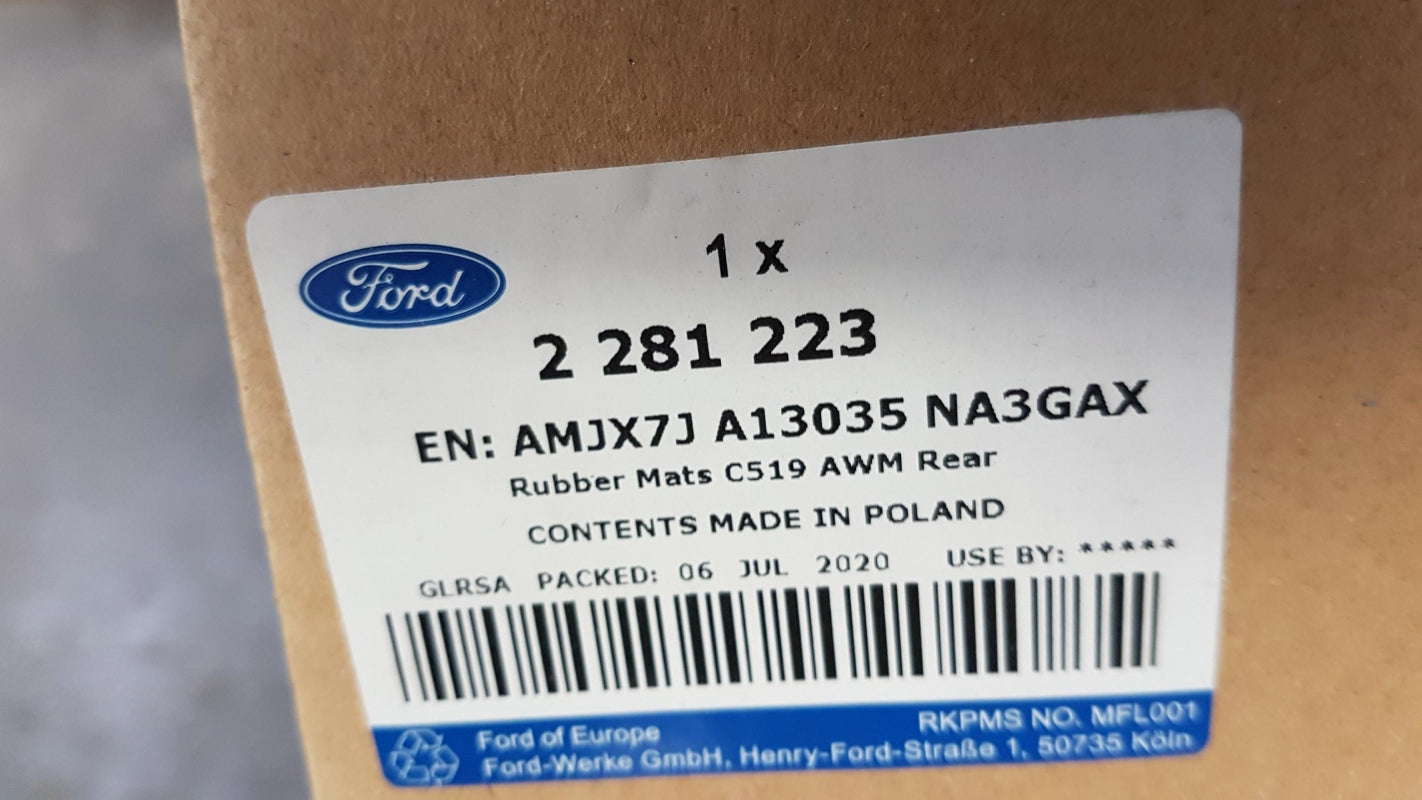 Ford
1 x
2 281 223
EN: AMJX7J A13035 NA3GAX
Rubber Mats C519 AWM Rear
CONTENTS MADE IN POLAND
GLRSA PACKED: 06 JUL 2020 USE BY: *****
RKPMS NO. MFL001
Ford of Europe
Ford-Werke GmbH, Henry-Ford-Straße 1, 50735 Köln